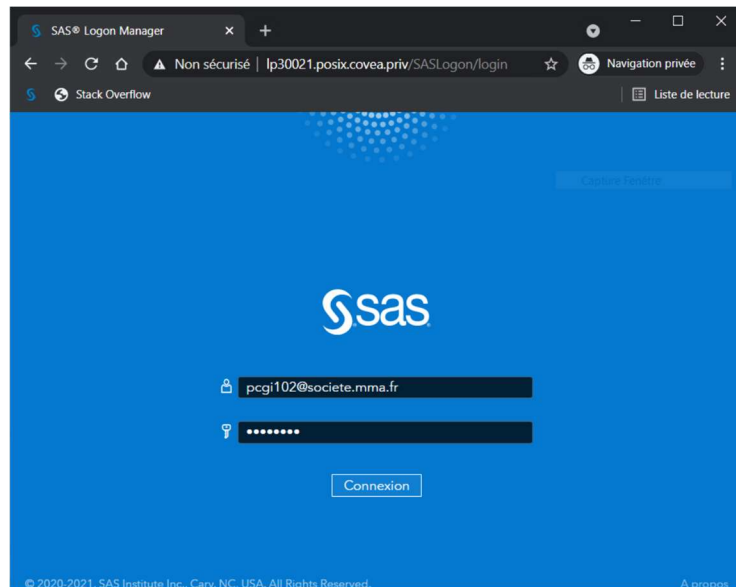 SAS® Logon Manager
Non sécurisé | lp30021.posix.covea.priv/SASLogon/login
Navigation privée
Stack Overflow
Liste de lecture
Capture Fenêtre
sas
pcgi102@societe.mma.fr
••••••••
Connexion
© 2020-2021, SAS Institute Inc., Cary, NC, USA. All Rights Reserved.
A propos